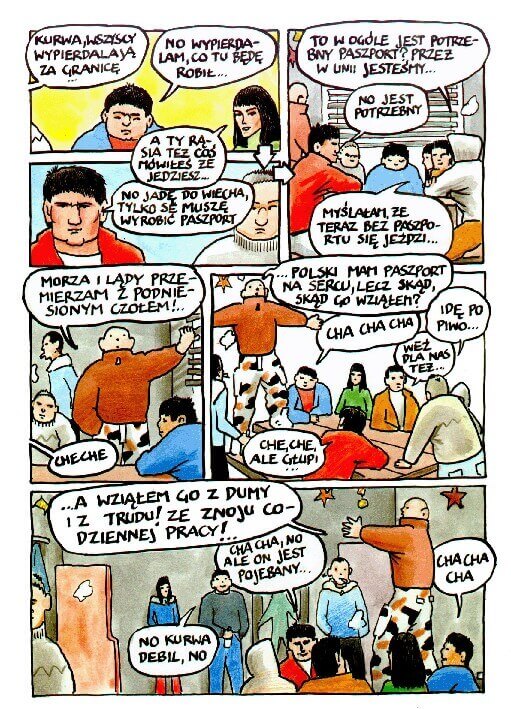 KURWA, WSZYSCY
WYPIERDALAJĄ
ZA GRANICĘ
NO WYPIERDA-
LAM, CO TU BĘDĘ
ROBIŁ...
A TY RA-
SIA TEŻ COŚ
MÓWIŁEŚ ŻE
JEDZIESZ...
NO JADĘ DO WIECHA,
TYLKO SE MUSZĘ
WYROBIĆ PASZPORT
TO W OGÓLE JEST POTRZE-
BNY PASZPORT? PRZEŻ
W UNII JESTEŚMY...
NO JEST
POTRZEBNY
MYŚLAŁAM, ŻE
TERAZ BEZ PASZPO-
RTU SIĘ JEŹDZI...
MORZA I LĄDY PRZE-
MIERZAM Z PODNIE-
SIONYM CZOŁEM!...
CHE CHE
...POLSKI MAM PASZPORT
NA SERCU, LECZ SKĄD,
SKĄD GO WZIĄŁEM?
CHA CHA CHA
IDĘ PO
PIWO...
WEŹ
DLA NAS
TEŻ...
CHE, CHE,
ALE GŁUPI
...A WZIĄŁEM GO Z DUMY
I Z TRUDU! ZE ZNOJU CO-
DZIENNEJ PRACY!...
CHA CHA, NO
ALE ON JEST
POJEBANY...
NO KURWA
DEBIL, NO
CHA CHA
CHA